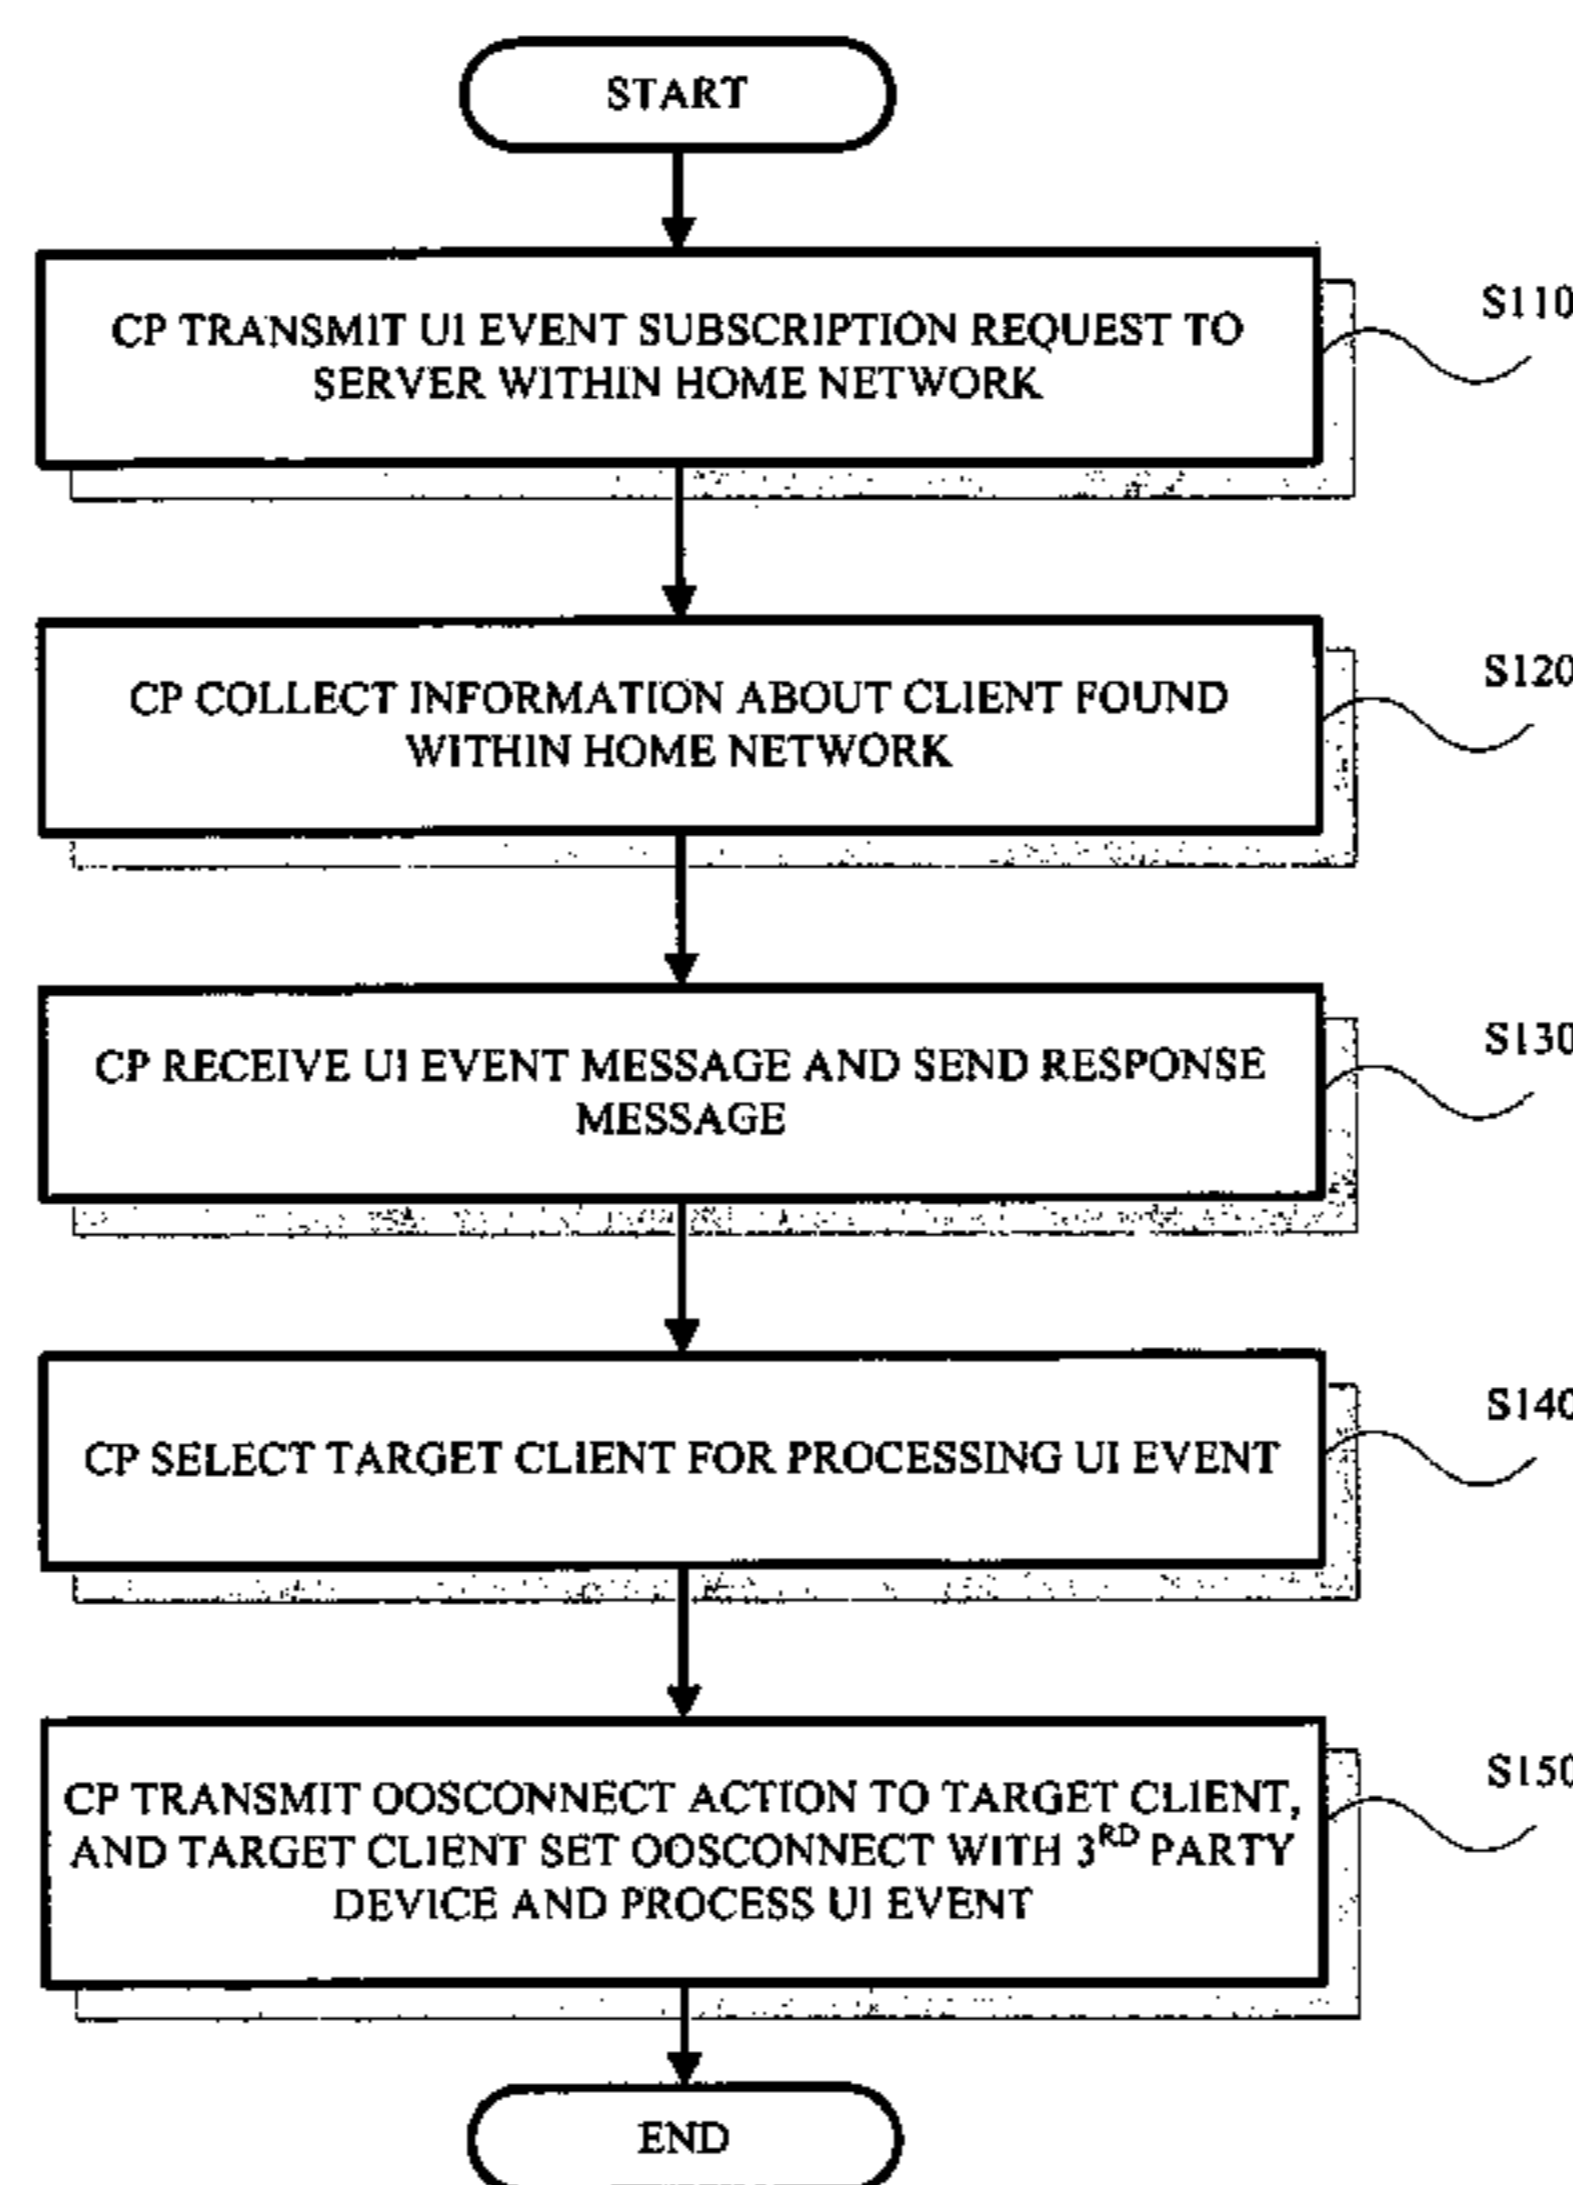 START
CP TRANSMIT UI EVENT SUBSCRIPTION REQUEST TO
SERVER WITHIN HOME NETWORK
S110
CP COLLECT INFORMATION ABOUT CLIENT FOUND
WITHIN HOME NETWORK
S120
CP RECEIVE UI EVENT MESSAGE AND SEND RESPONSE
MESSAGE
S130
CP SELECT TARGET CLIENT FOR PROCESSING UI EVENT
S140
CP TRANSMIT OOSCONNECT ACTION TO TARGET CLIENT,
AND TARGET CLIENT SET OOSCONNECT WITH 3RD PARTY
DEVICE AND PROCESS UI EVENT
S150
END